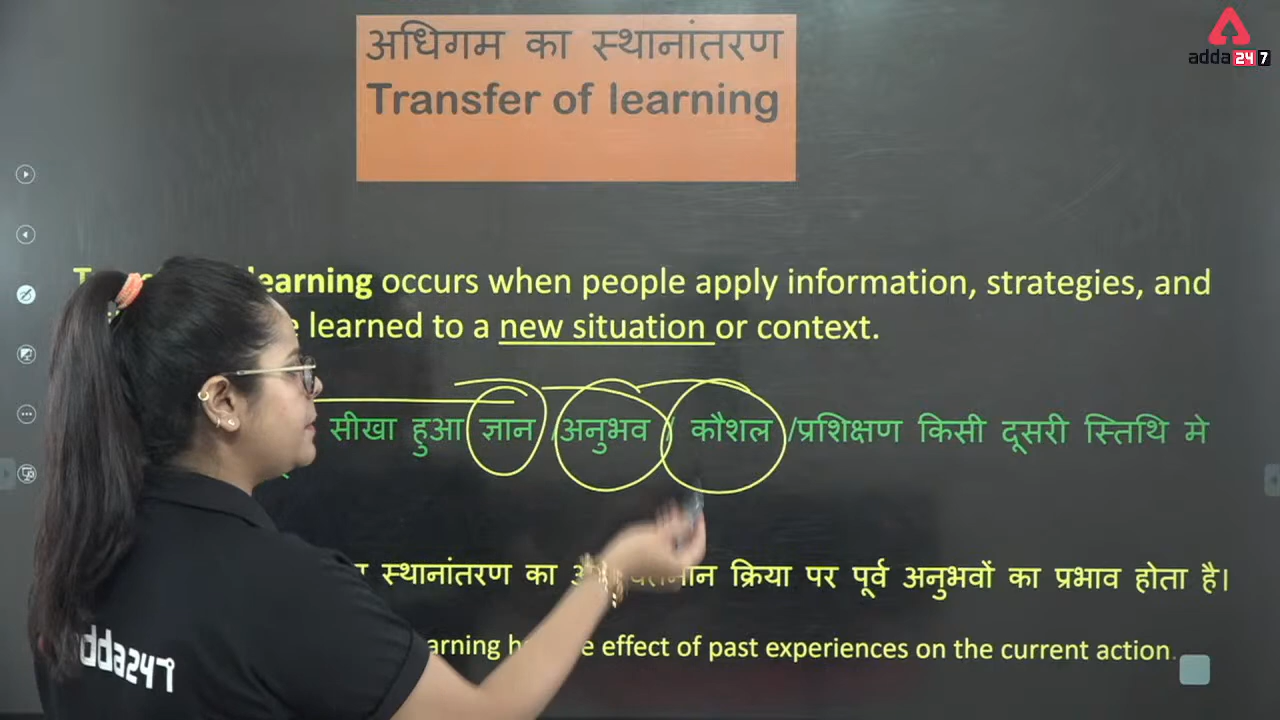 अधिगम का स्थानांतरण
Transfer of learning
adda 24 7
learning occurs when people apply information, strategies, and
learned to a new situation or context.
सीखा हुआ ज्ञान /अनुभव / कौशल /प्रशिक्षण किसी दूसरी स्तिथि मे
स्थानांतरण का क्रिया पर पूर्व अनुभवों का प्रभाव होता है।
effect of past experiences on the current action.
adda247